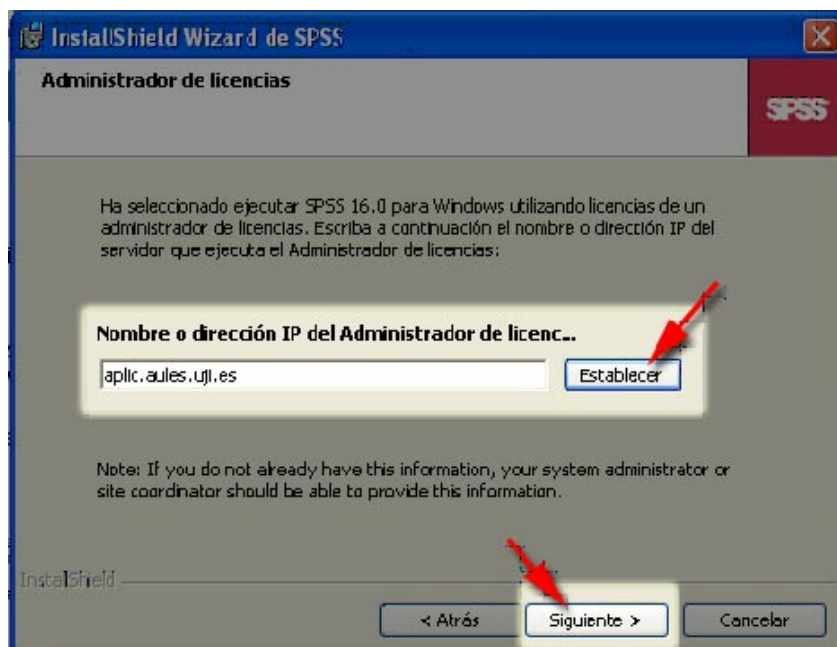 InstallShield Wizard de SPSS
Administrador de licencias
SPSS
Ha seleccionado ejecutar SPSS 16.0 para Windows utilizando licencias de un
administrador de licencias. Escriba a continuación el nombre o dirección IP del
servidor que ejecuta el Administrador de licencias:
Nombre o dirección IP del Administrador de licenc...
aplic.aules.uji.es
Establecer
Note: If you do not already have this information, your system administrator or
site coordinator should be able to provide this information.
InstallShield
< Atrás
Siguiente >
Cancelar